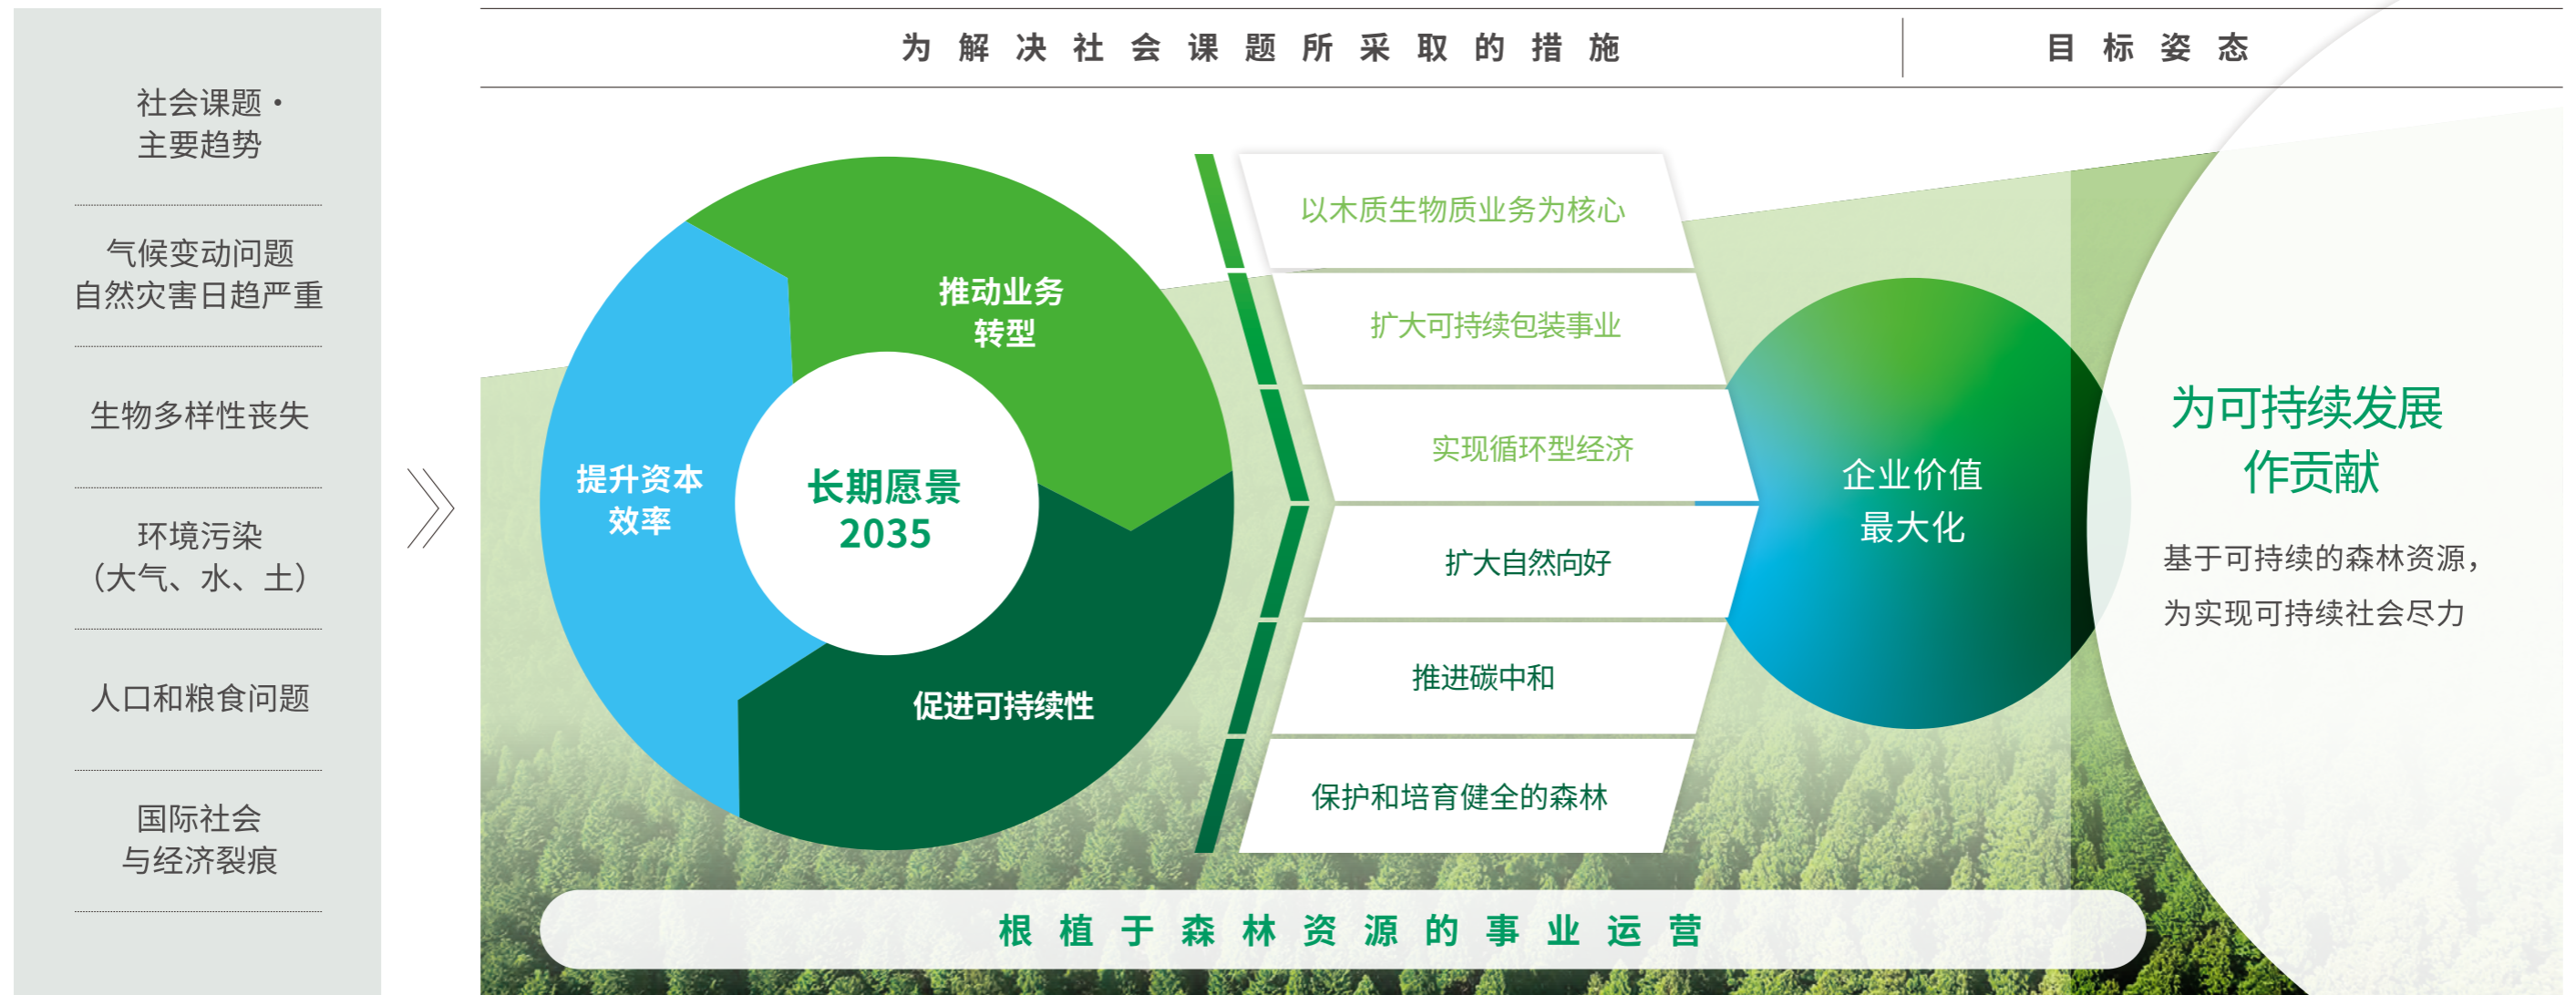 社会课题・
主要趋势
气候变动问题
自然灾害日趋严重
生物多样性丧失
环境污染
（大气、水、土）
人口和粮食问题
国际社会
与经济裂痕
为解决社会课题所采取的措施
目标姿态
推动业务
转型
提升资本
效率
长期愿景
2035
促进可持续性
以木质生物质业务为核心
扩大可持续包装事业
实现循环型经济
扩大自然向好
推进碳中和
保护和培育健全的森林
企业价值
最大化
为可持续发展
作贡献
基于可持续的森林资源，
为实现可持续社会尽力
根植于森林资源的事业运营